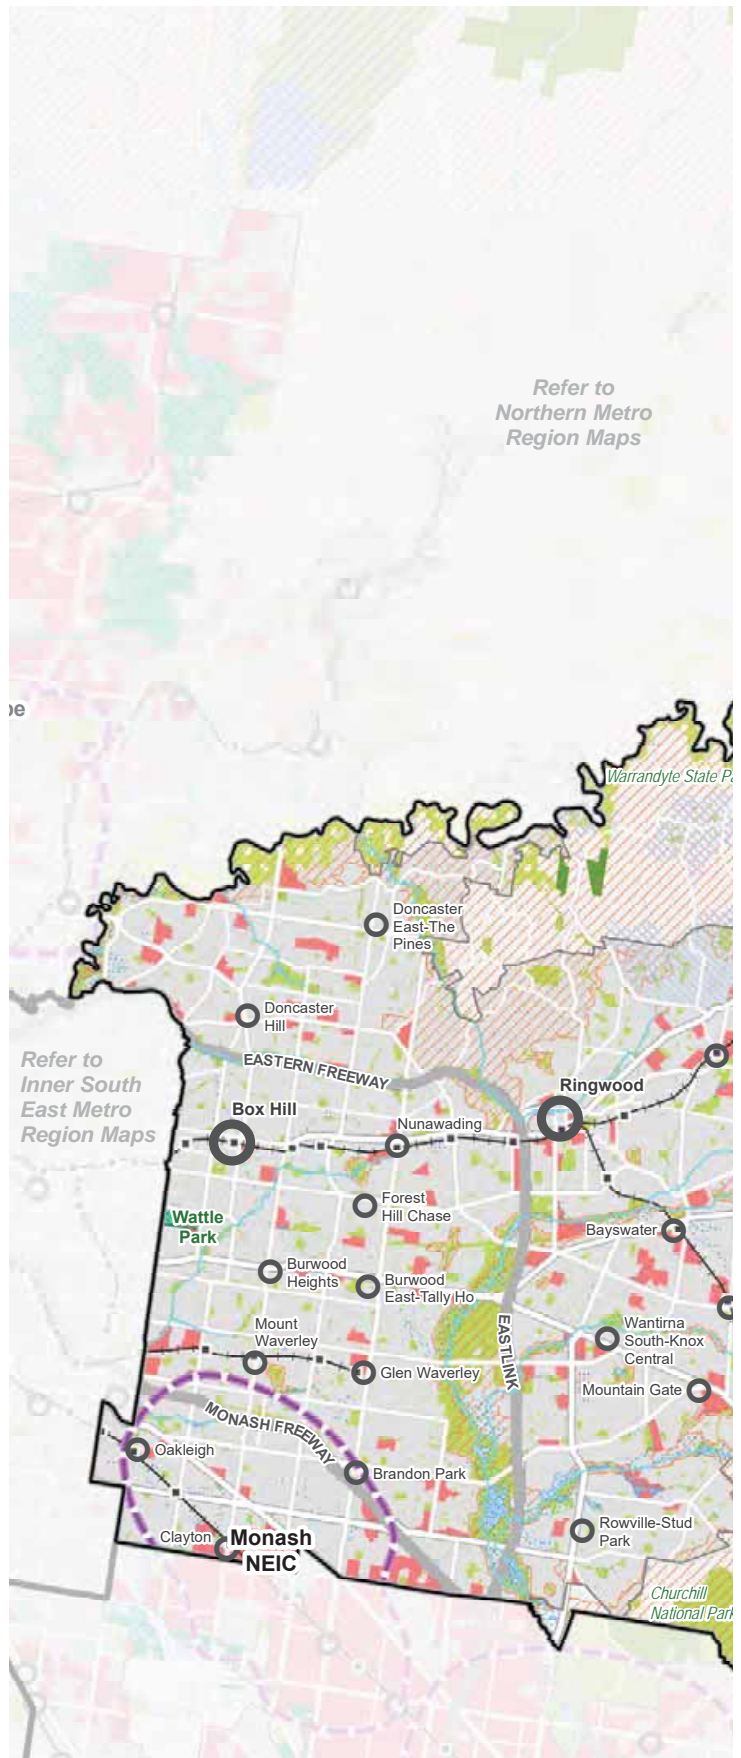 Refer to
Northern Metro
Region Maps
Warrandyte State Pa
Doncaster
East-The
Pines
Doncaster
Hill
Refer to
Inner South
East Metro
Region Maps
EASTERN FREEWAY
Ringwood
Box Hill
Nunawading
Forest
Hill Chase
Wattle
Park
Bayswater
Burwood
Heights
Burwood
East-Tally Ho
Mount
Waverley
EASTLINK
Wantirna
South-Knox
Central
Glen Waverley
Mountain Gate
MONASH FREEWAY
Oakleigh
Brandon Park
Rowville-Stud
Park
Clayton
Monash
NEIC
Churchill
National Park